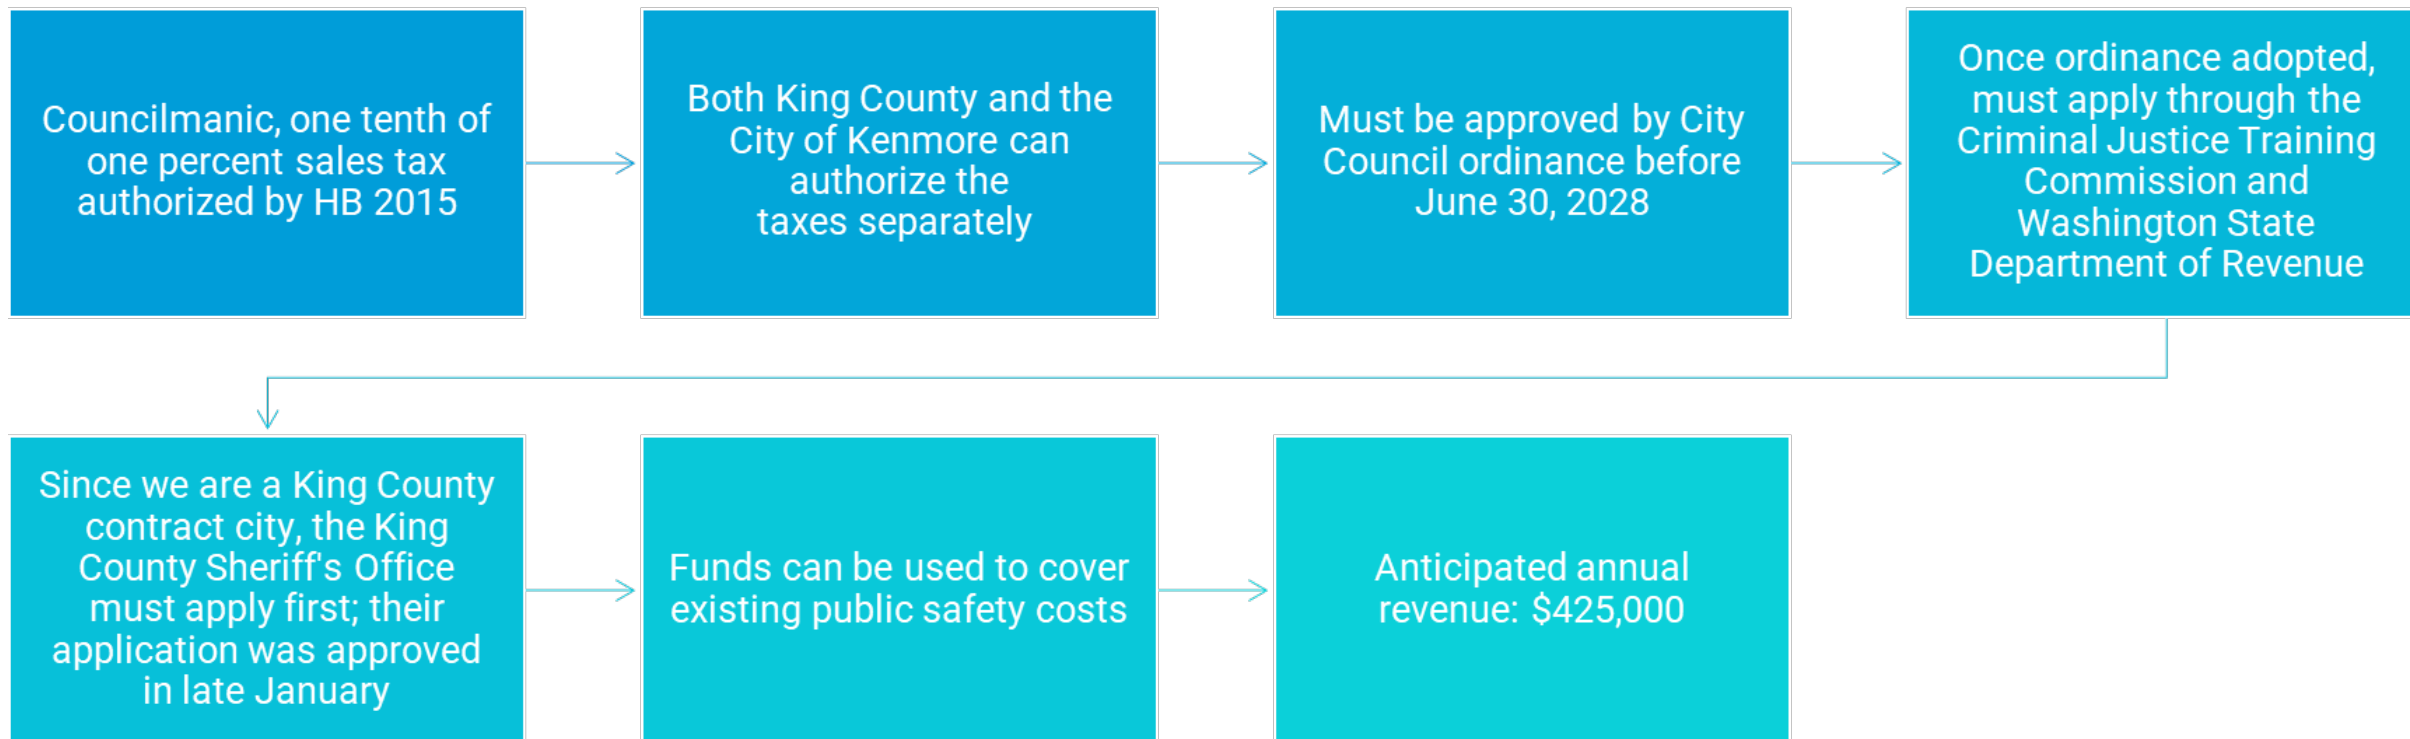 Councilmanic, one tenth of
one percent sales tax
authorized by HB 2015
Both King County and the
City of Kenmore can
authorize the
taxes separately
Must be approved by City
Council ordinance before
June 30, 2028
Once ordinance adopted,
must apply through the
Criminal Justice Training
Commission and
Washington State
Department of Revenue
Since we are a King County
contract city, the King
County Sheriff's Office
must apply first; their
application was approved
in late January
Funds can be used to cover
existing public safety costs
Anticipated annual
revenue: $425,000